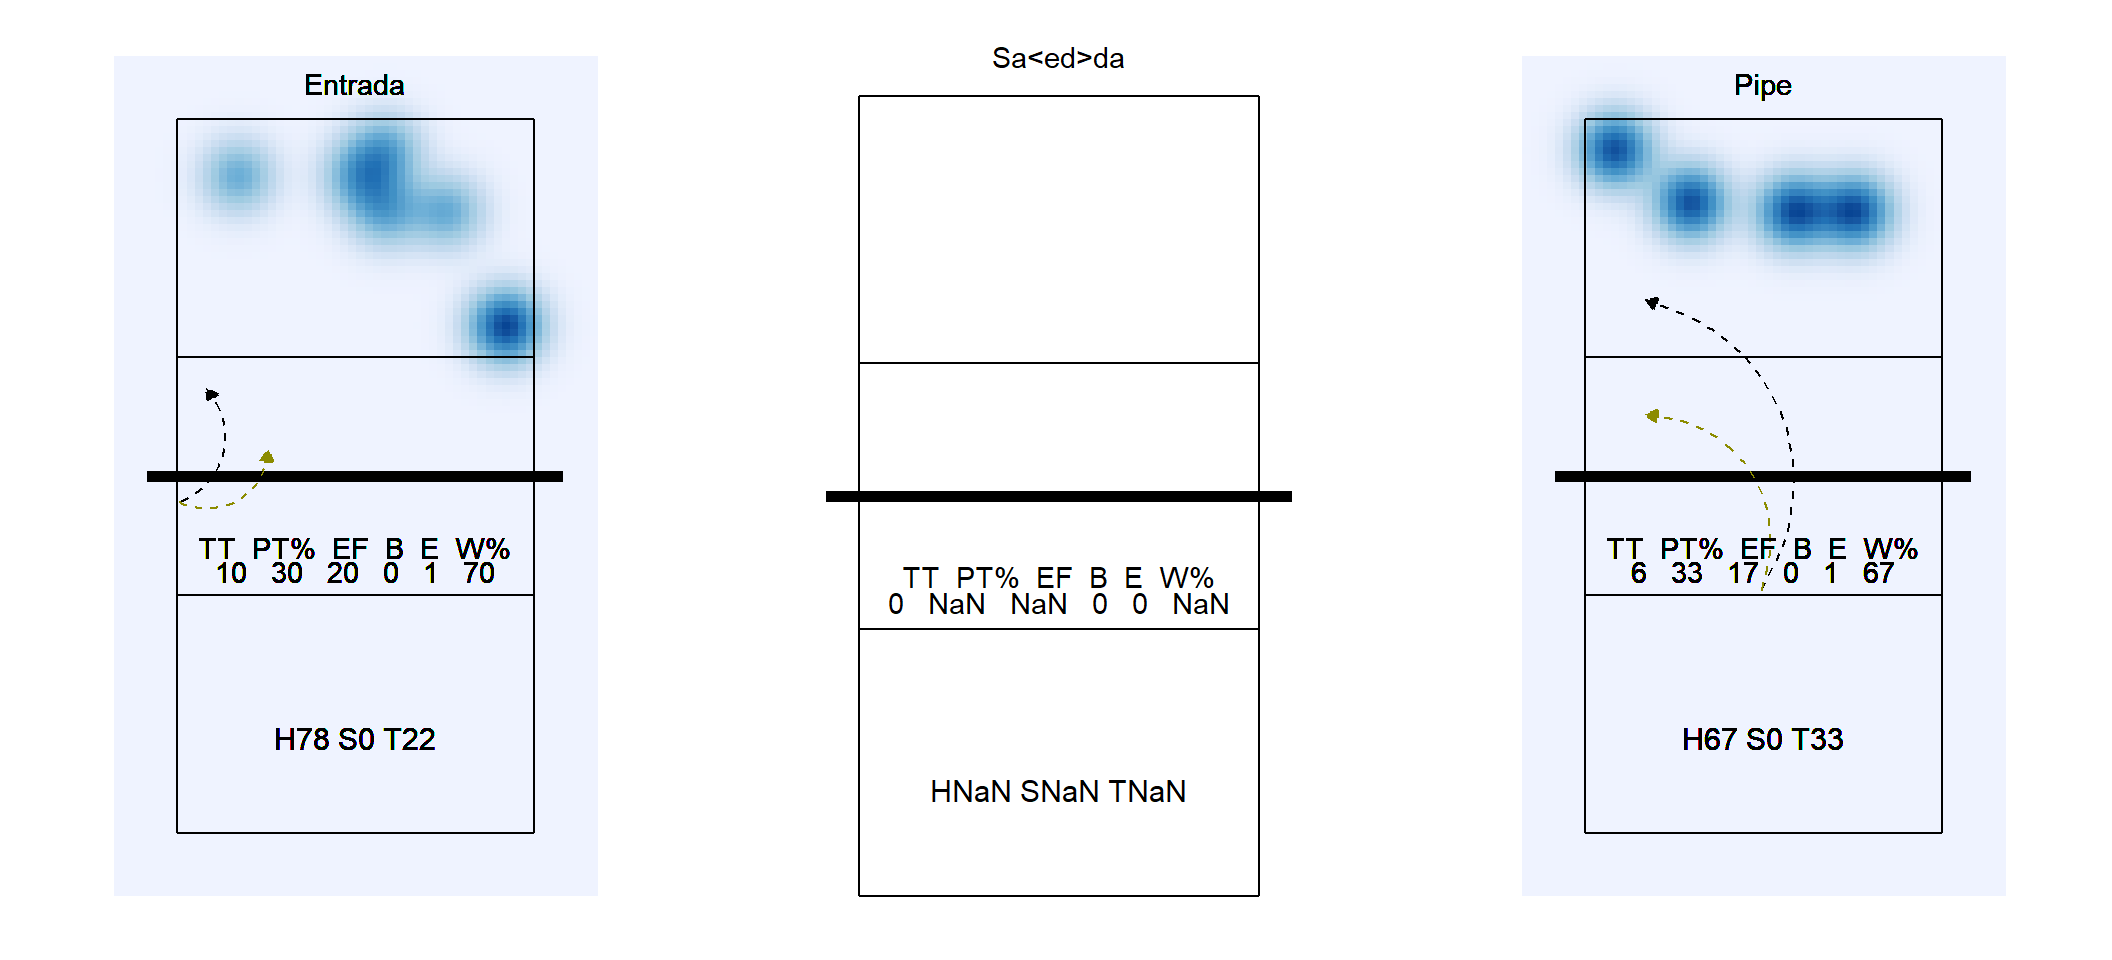 Entrada
TT PT% EF B E W%
10 30 20 0 1 70
H78 S0 T22
Sa<ed>da
TT PT% EF B E W%
0 NaN NaN 0 0 NaN
HNaN SNaN TNaN
Pipe
TT PT% EF B E W%
6 33 17 0 1 67
H67 S0 T33